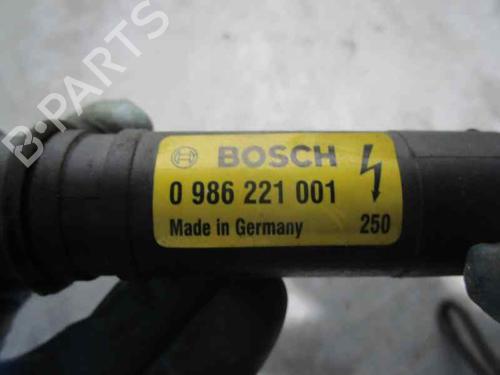 B-PARTS
BOSCH
0 986 221 001
Made in Germany 250